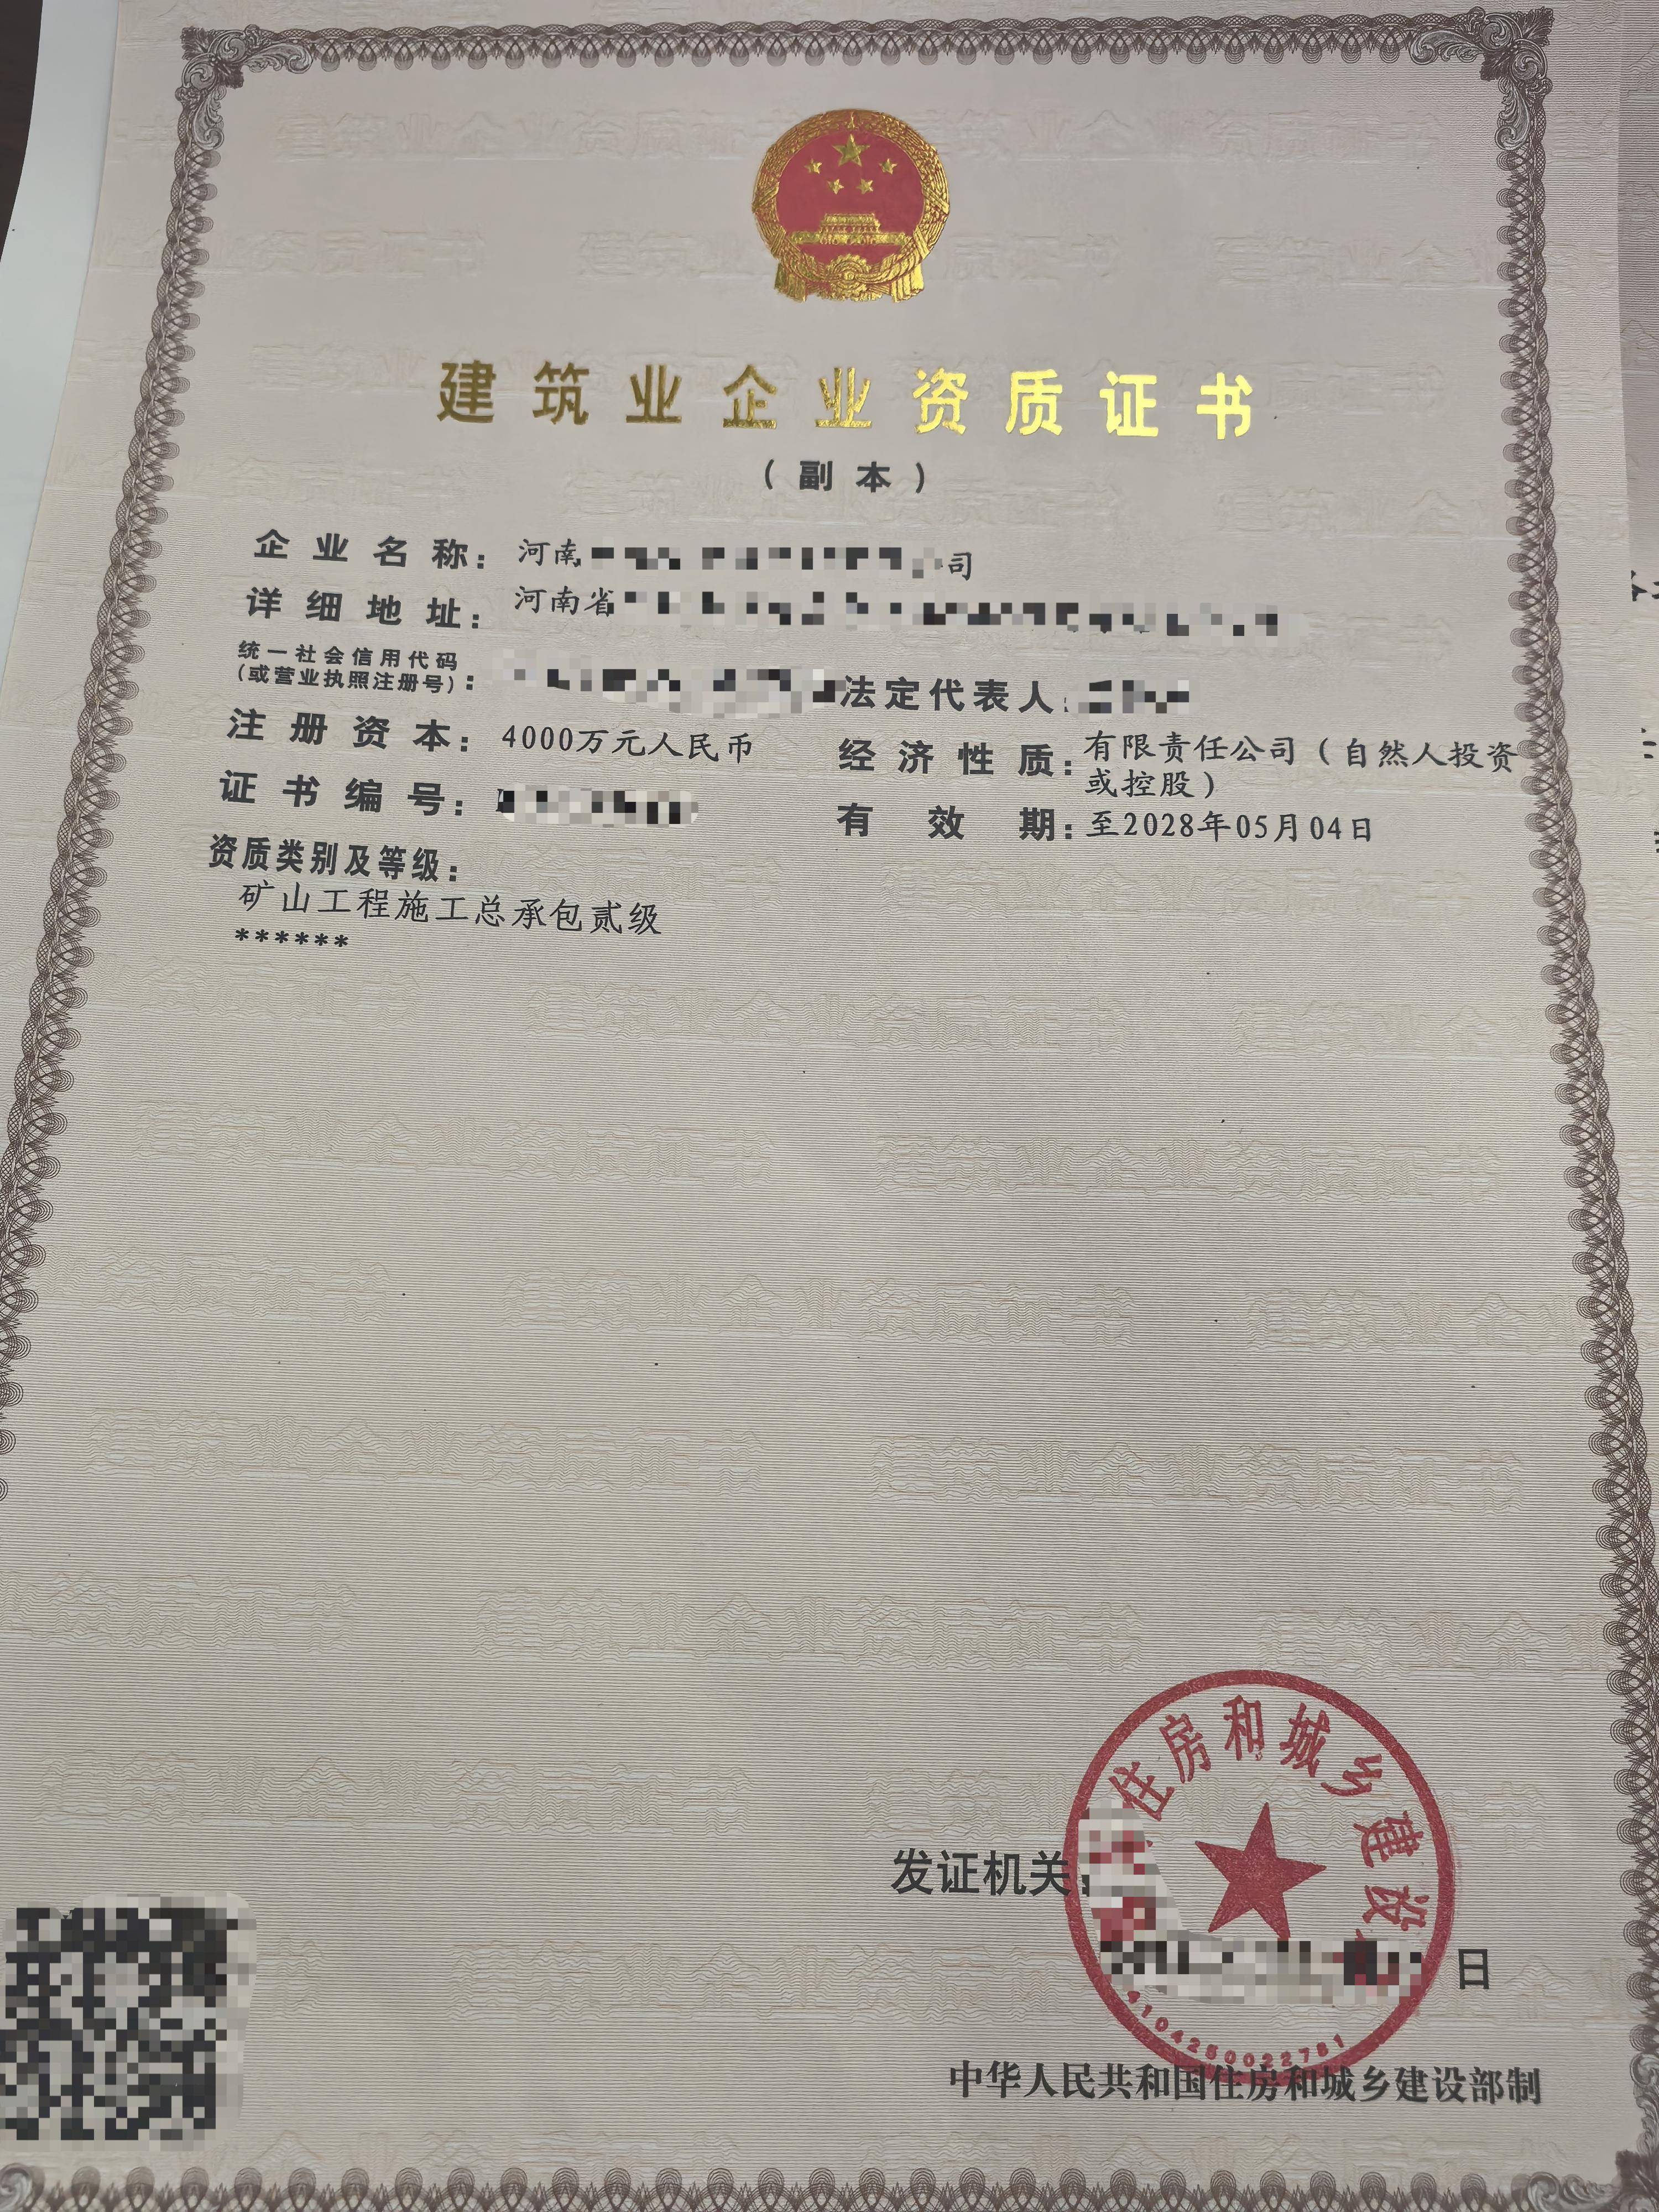 建筑业企业资质证书
（副本）
企业名称：河南 司
详细地址：河南省
统一社会信用代码
（或营业执照注册号）：
法定代表人：
注册资本：4000万元人民币
经济性质：有限责任公司（自然人投资
或控股）
证书编号：
有效期：至2028年05月04日
资质类别及等级：
矿山工程施工总承包贰级
******
住房和城乡建设
发证机关：
日
4104250022781
中华人民共和国住房和城乡建设部制